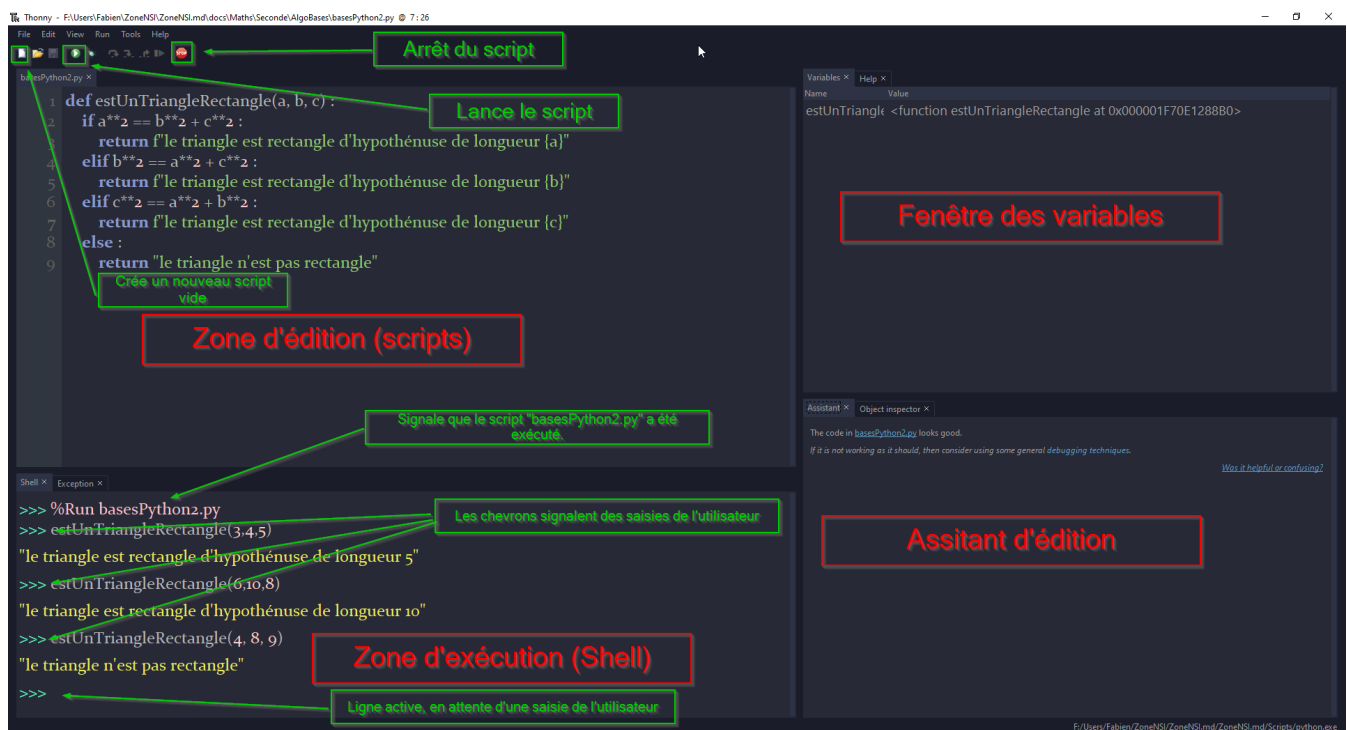 Thonny - F:\Users\Fabien\ZoneNSI\ZoneNSI.md\docs\Maths\Seconde\AlgoBases\basesPython2.py @ 7:26
File Edit View Run Tools Help
Arrêt du script
basesPython2.py ×
Lance le script
1 def estUnTriangleRectangle(a, b, c) :
2 if a**2 == b**2 + c**2 :
3 return f"le triangle est rectangle d'hypothénuse de longueur {a}"
4 elif b**2 == a**2 + c**2 :
5 return f"le triangle est rectangle d'hypothénuse de longueur {b}"
6 elif c**2 == a**2 + b**2 :
7 return f"le triangle est rectangle d'hypothénuse de longueur {c}"
8 else :
9 return "le triangle n'est pas rectangle"
Crée un nouveau script
vide
Zone d'édition (scripts)
Signale que le script "basesPython2.py" a été
exécuté.
Variables × Help ×
Name Value
estUnTriangle <function estUnTriangleRectangle at 0x000001F70E1288B0>
Fenêtre des variables
Assistant × Object inspector ×
The code in basesPython2.py looks good.
If it is not working as it should, then consider using some general debugging techniques.
Was it helpful or confusing?
Assitant d'édition
Shell × Exception ×
>>> %Run basesPython2.py
>>> estUnTriangleRectangle(3,4,5)
"le triangle est rectangle d'hypothénuse de longueur 5"
>>> estUnTriangleRectangle(6,10,8)
"le triangle est rectangle d'hypothénuse de longueur 10"
>>> estUnTriangleRectangle(4, 8, 9)
"le triangle n'est pas rectangle"
>>>
Les chevrons signalent des saisies de l'utilisateur
Zone d'exécution (Shell)
Ligne active, en attente d'une saisie de l'utilisateur
F:/Users/Fabien/ZoneNSI/ZoneNSI.md/ZoneNSI.md/Scripts/python.exe